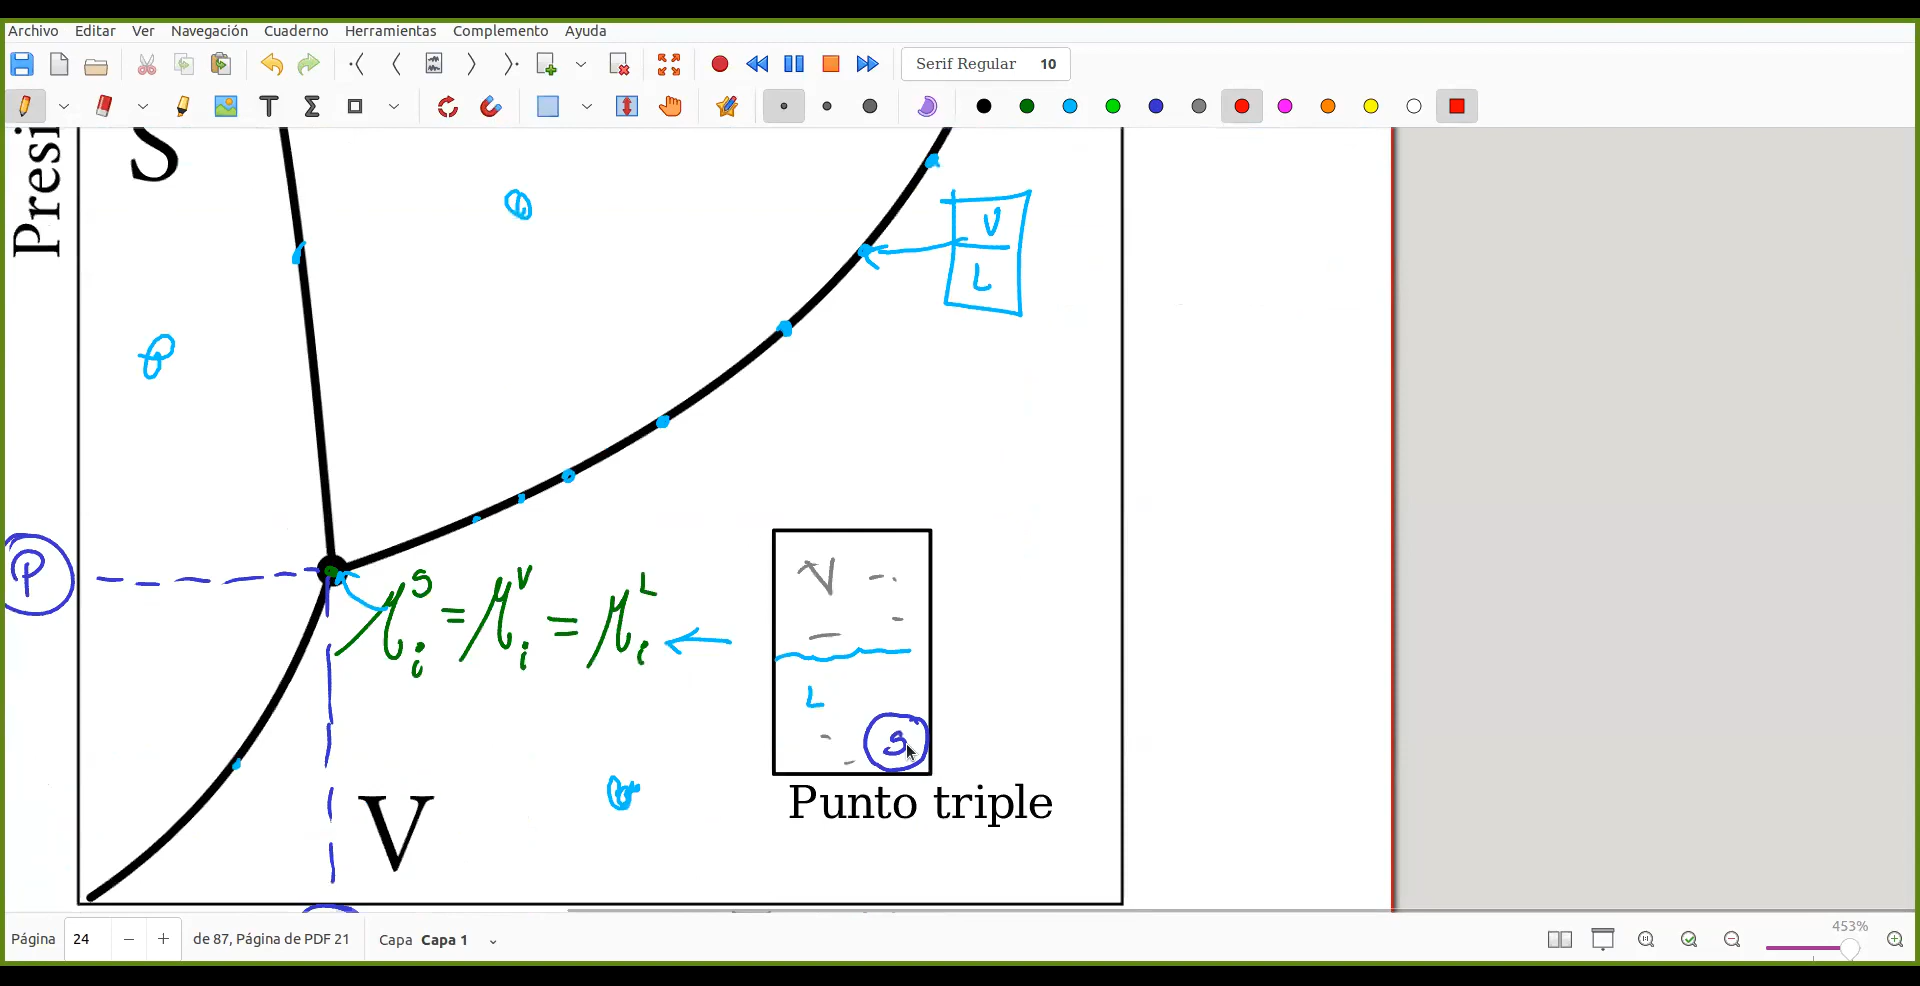 Archivo Editar Ver Navegación Cuaderno Herramientas Complemento Ayuda
Serif Regular 10
Presi
S
V
L
P
μᵢˢ = μᵢⱽ = μᵢᴸ
V
L
S
V
Punto triple
Página 24 de 87, Página de PDF 21 Capa Capa 1
453%